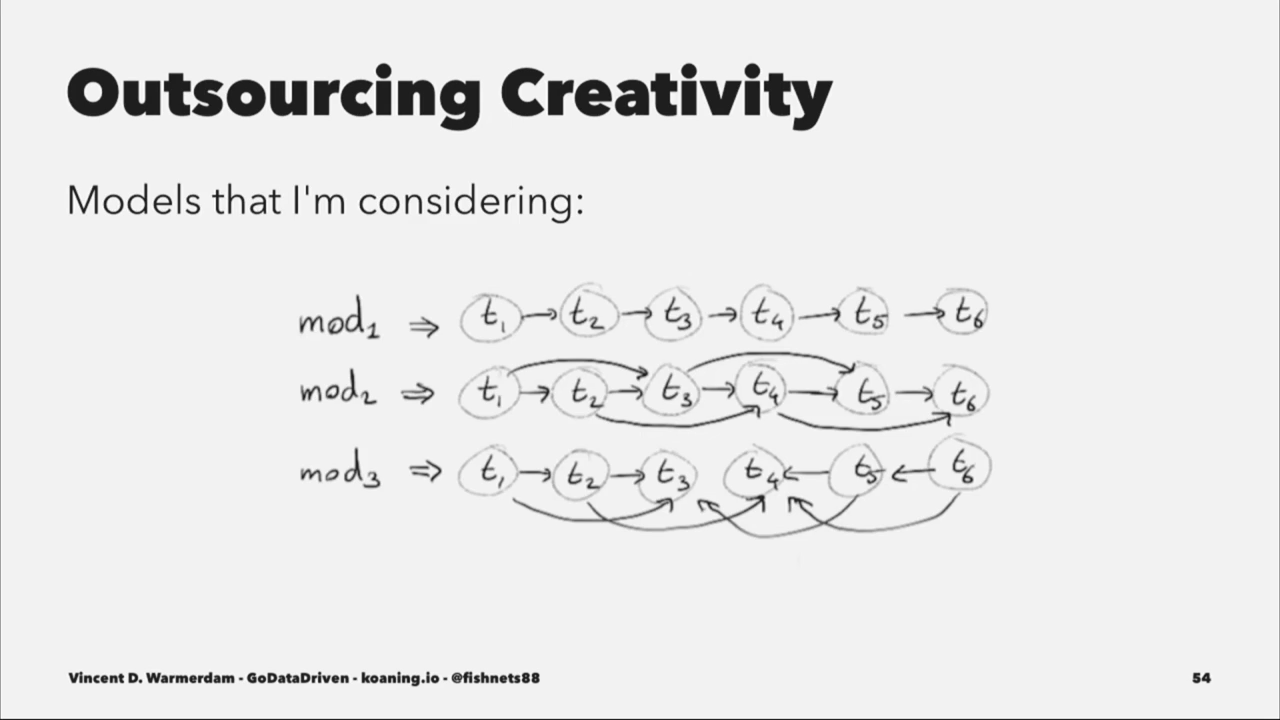 Outsourcing Creativity
Models that I'm considering:
mod₁ ⇒ t₁ → t₂ → t₃ → t₄ → t₅ → t₆
mod₂ ⇒ t₁ → t₂ → t₃ → t₄ → t₅ → t₆
mod₃ ⇒ t₁ → t₂ → t₃ t₄ ← t₅ ← t₆
Vincent D. Warmerdam - GoDataDriven - koaning.io - @fishnets88
54